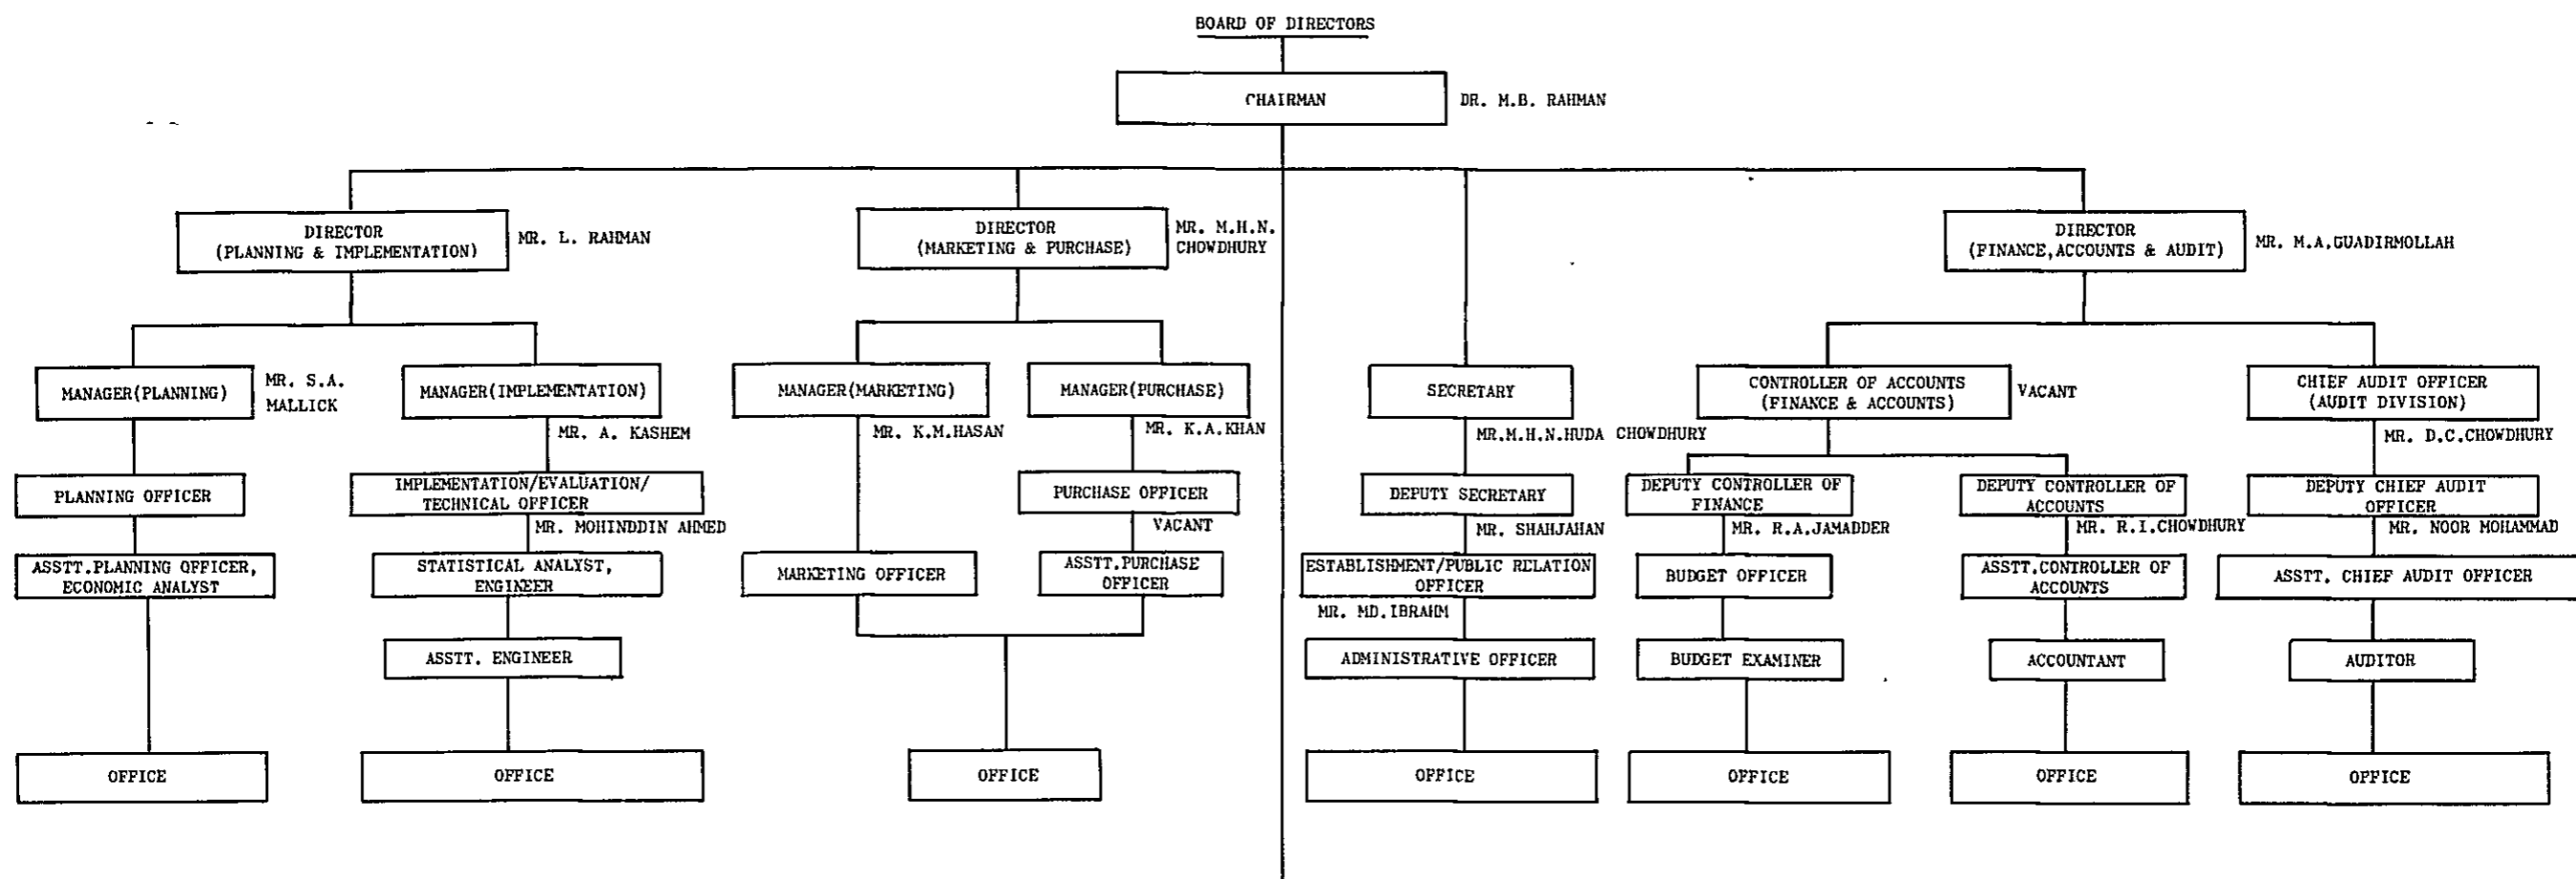 BOARD OF DIRECTORS
CHAIRMAN
DR. M.B. RAHMAN
DIRECTOR
(PLANNING & IMPLEMENTATION)
MR. L. RAHMAN
DIRECTOR
(MARKETING & PURCHASE)
MR. M.H.N.
CHOWDHURY
DIRECTOR
(FINANCE,ACCOUNTS & AUDIT)
MR. M.A.GUADIRMOLLAH
MANAGER(PLANNING)
MR. S.A.
MALLICK
MANAGER(IMPLEMENTATION)
MR. A. KASHEM
MANAGER(MARKETING)
MR. K.M.HASAN
MANAGER(PURCHASE)
MR. K.A.KHAN
SECRETARY
MR.M.H.N.HUDA CHOWDHURY
CONTROLLER OF ACCOUNTS
(FINANCE & ACCOUNTS)
VACANT
CHIEF AUDIT OFFICER
(AUDIT DIVISION)
MR. D.C.CHOWDHURY
PLANNING OFFICER
IMPLEMENTATION/EVALUATION/
TECHNICAL OFFICER
MR. MOHINDDIN AHMED
PURCHASE OFFICER
VACANT
DEPUTY SECRETARY
MR. SHAHJAHAN
DEPUTY CONTROLLER OF
FINANCE
MR. R.A.JAMADDER
DEPUTY CONTROLLER OF
ACCOUNTS
MR. R.I.CHOWDHURY
DEPUTY CHIEF AUDIT
OFFICER
MR. NOOR MOHAMMAD
ASSTT.PLANNING OFFICER,
ECONOMIC ANALYST
STATISTICAL ANALYST,
ENGINEER
MARKETING OFFICER
ASSTT.PURCHASE
OFFICER
ESTABLISHMENT/PUBLIC RELATION
OFFICER
MR. MD.IBRAHM
BUDGET OFFICER
ASSTT.CONTROLLER OF
ACCOUNTS
ASSTT. CHIEF AUDIT OFFICER
ASSTT. ENGINEER
ADMINISTRATIVE OFFICER
BUDGET EXAMINER
ACCOUNTANT
AUDITOR
OFFICE
OFFICE
OFFICE
OFFICE
OFFICE
OFFICE
OFFICE